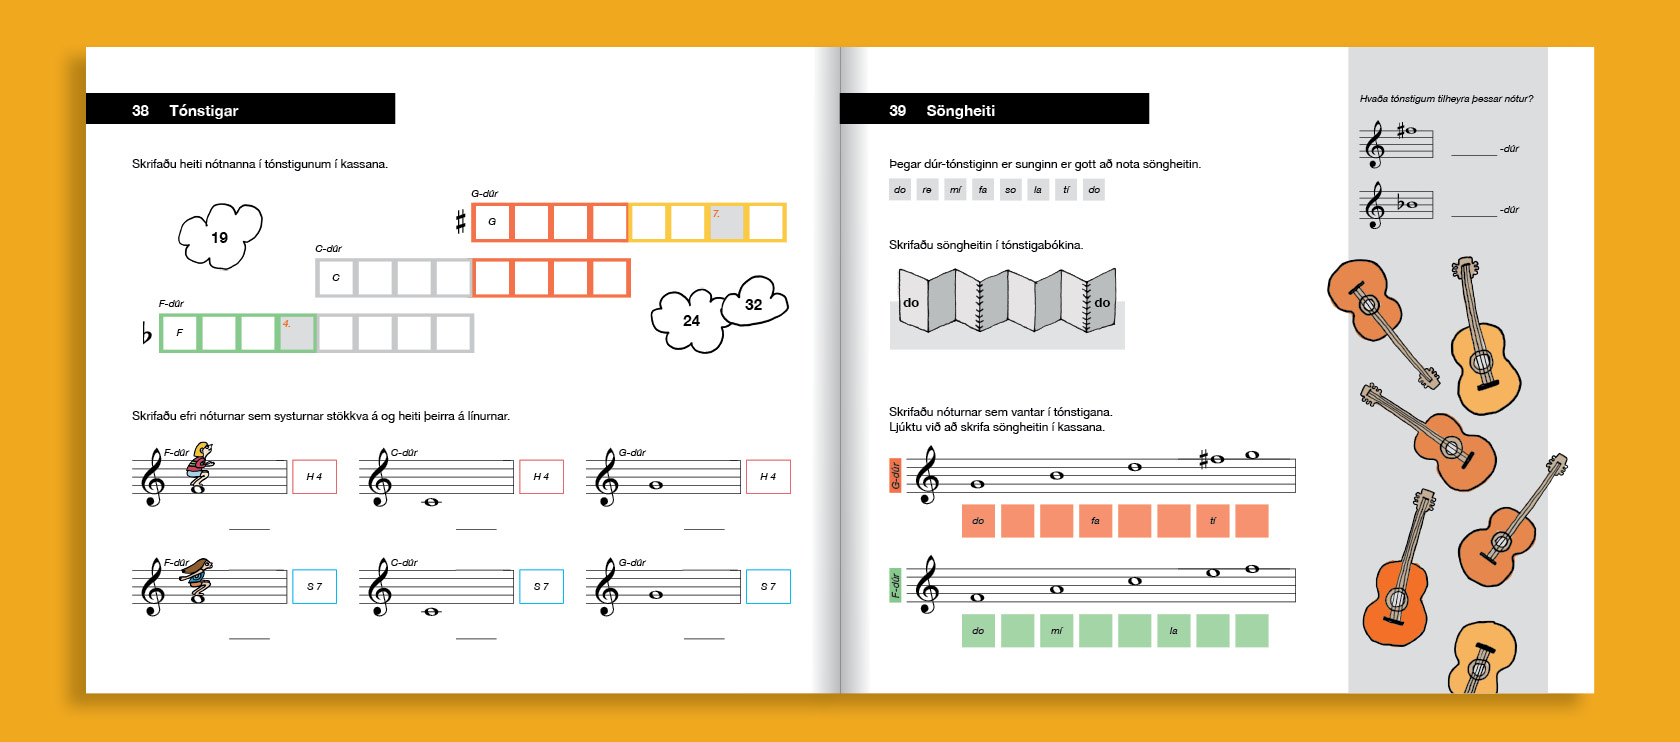 38 Tónstigar
Skrifaðu heiti nótnanna í tónstigunum í kassana.
19
G-dúr
♯ G 7.
C-dúr
C
24
32
F-dúr
♭ F 4.
Skrifaðu efri nóturnar sem systurnar stökkva á og heiti þeirra á línurnar.
F-dúr H 4
C-dúr H 4
G-dúr H 4
F-dúr S 7
C-dúr S 7
G-dúr S 7
39 Söngheiti
Þegar dúr-tónstiginn er sunginn er gott að nota söngheitin.
do re mí fa so la tí do
Skrifaðu söngheitin í tónstigabókina.
do do
Skrifaðu nóturnar sem vantar í tónstigana.
Ljúktu við að skrifa söngheitin í kassana.
G-dúr
do fa tí
F-dúr
do mí la
Hvaða tónstigum tilheyra þessar nótur?
-dúr
-dúr